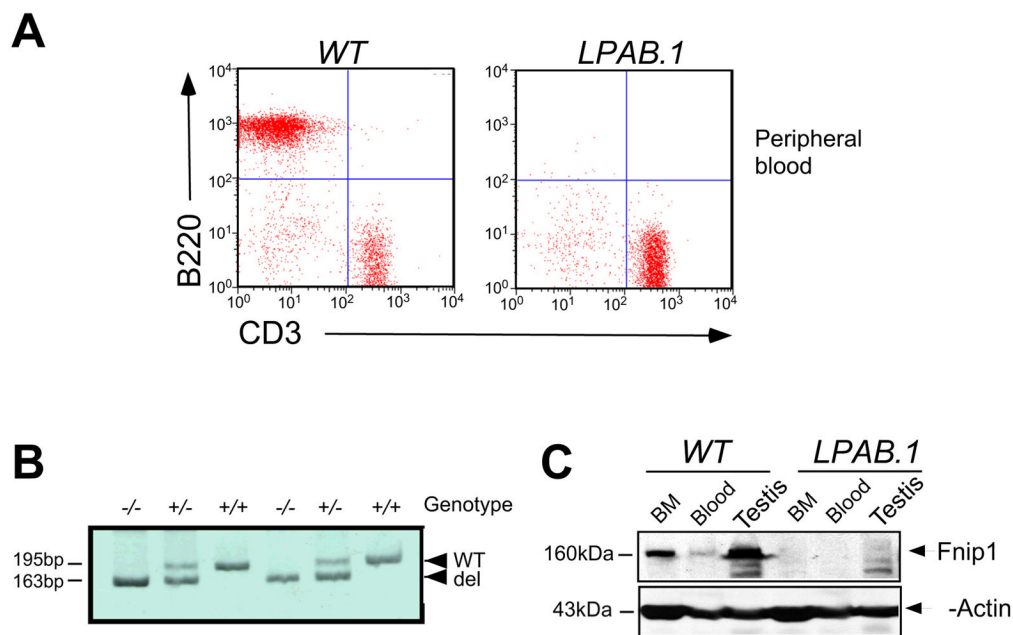 A
WT
LPAB.1
10⁴
10³
10²
10¹
10⁰
10⁰ 10¹ 10² 10³ 10⁴
10⁴
10³
10²
10¹
10⁰
10⁰ 10¹ 10² 10³ 10⁴
B220
CD3
Peripheral
blood
B
-/- +/- +/+ -/- +/- +/+ Genotype
195bp
163bp
WT
del
C
WT
LPAB.1
BM Blood Testis BM Blood Testis
160kDa
Fnip1
43kDa
-Actin